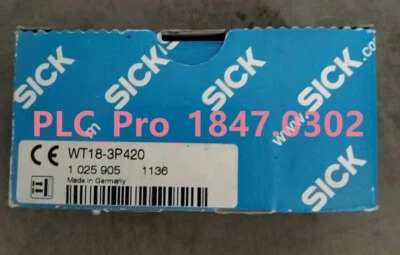 SICK
SICK
SICK
m
www.sick.co
SICK
SICK
PLC Pro 1847.0302
CE WT18-3P420
1 025 905 1136
Made in Germany